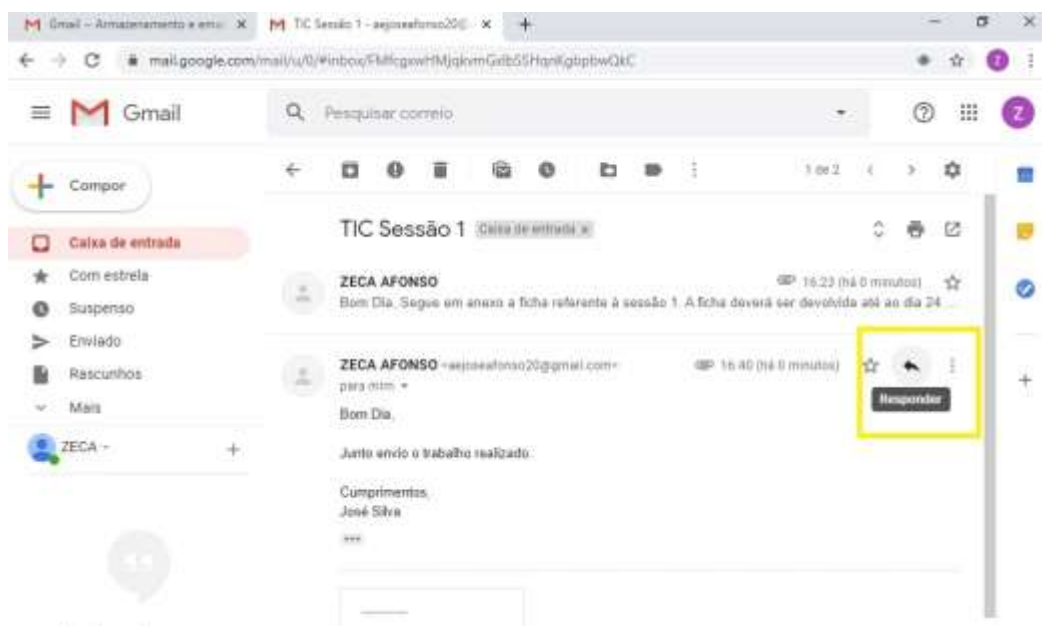 Gmail – Armazenamento e ema
TIC Sessão 1 -
mail.google.com/mail/u/0/#inbox/
Z
Gmail
Pesquisar correio
Z
Compor
1 de 2
Caixa de entrada
TIC Sessão 1 Caixa de entrada x
Com estrela
ZECA AFONSO 16:23 (há 0 minutos)
Suspenso
Bom Dia, Segue em anexo a ficha referente à sessão 1. A ficha deverá ser devolvida até ao dia 24
Enviado
Rascunhos
ZECA AFONSO <aejoseafonso20@gmail.com> 16:40 (há 0 minutos)
para mim
Responder
Mais
Bom Dia,
ZECA
Junto envio o trabalho realizado
Cumprimentos,
José Silva